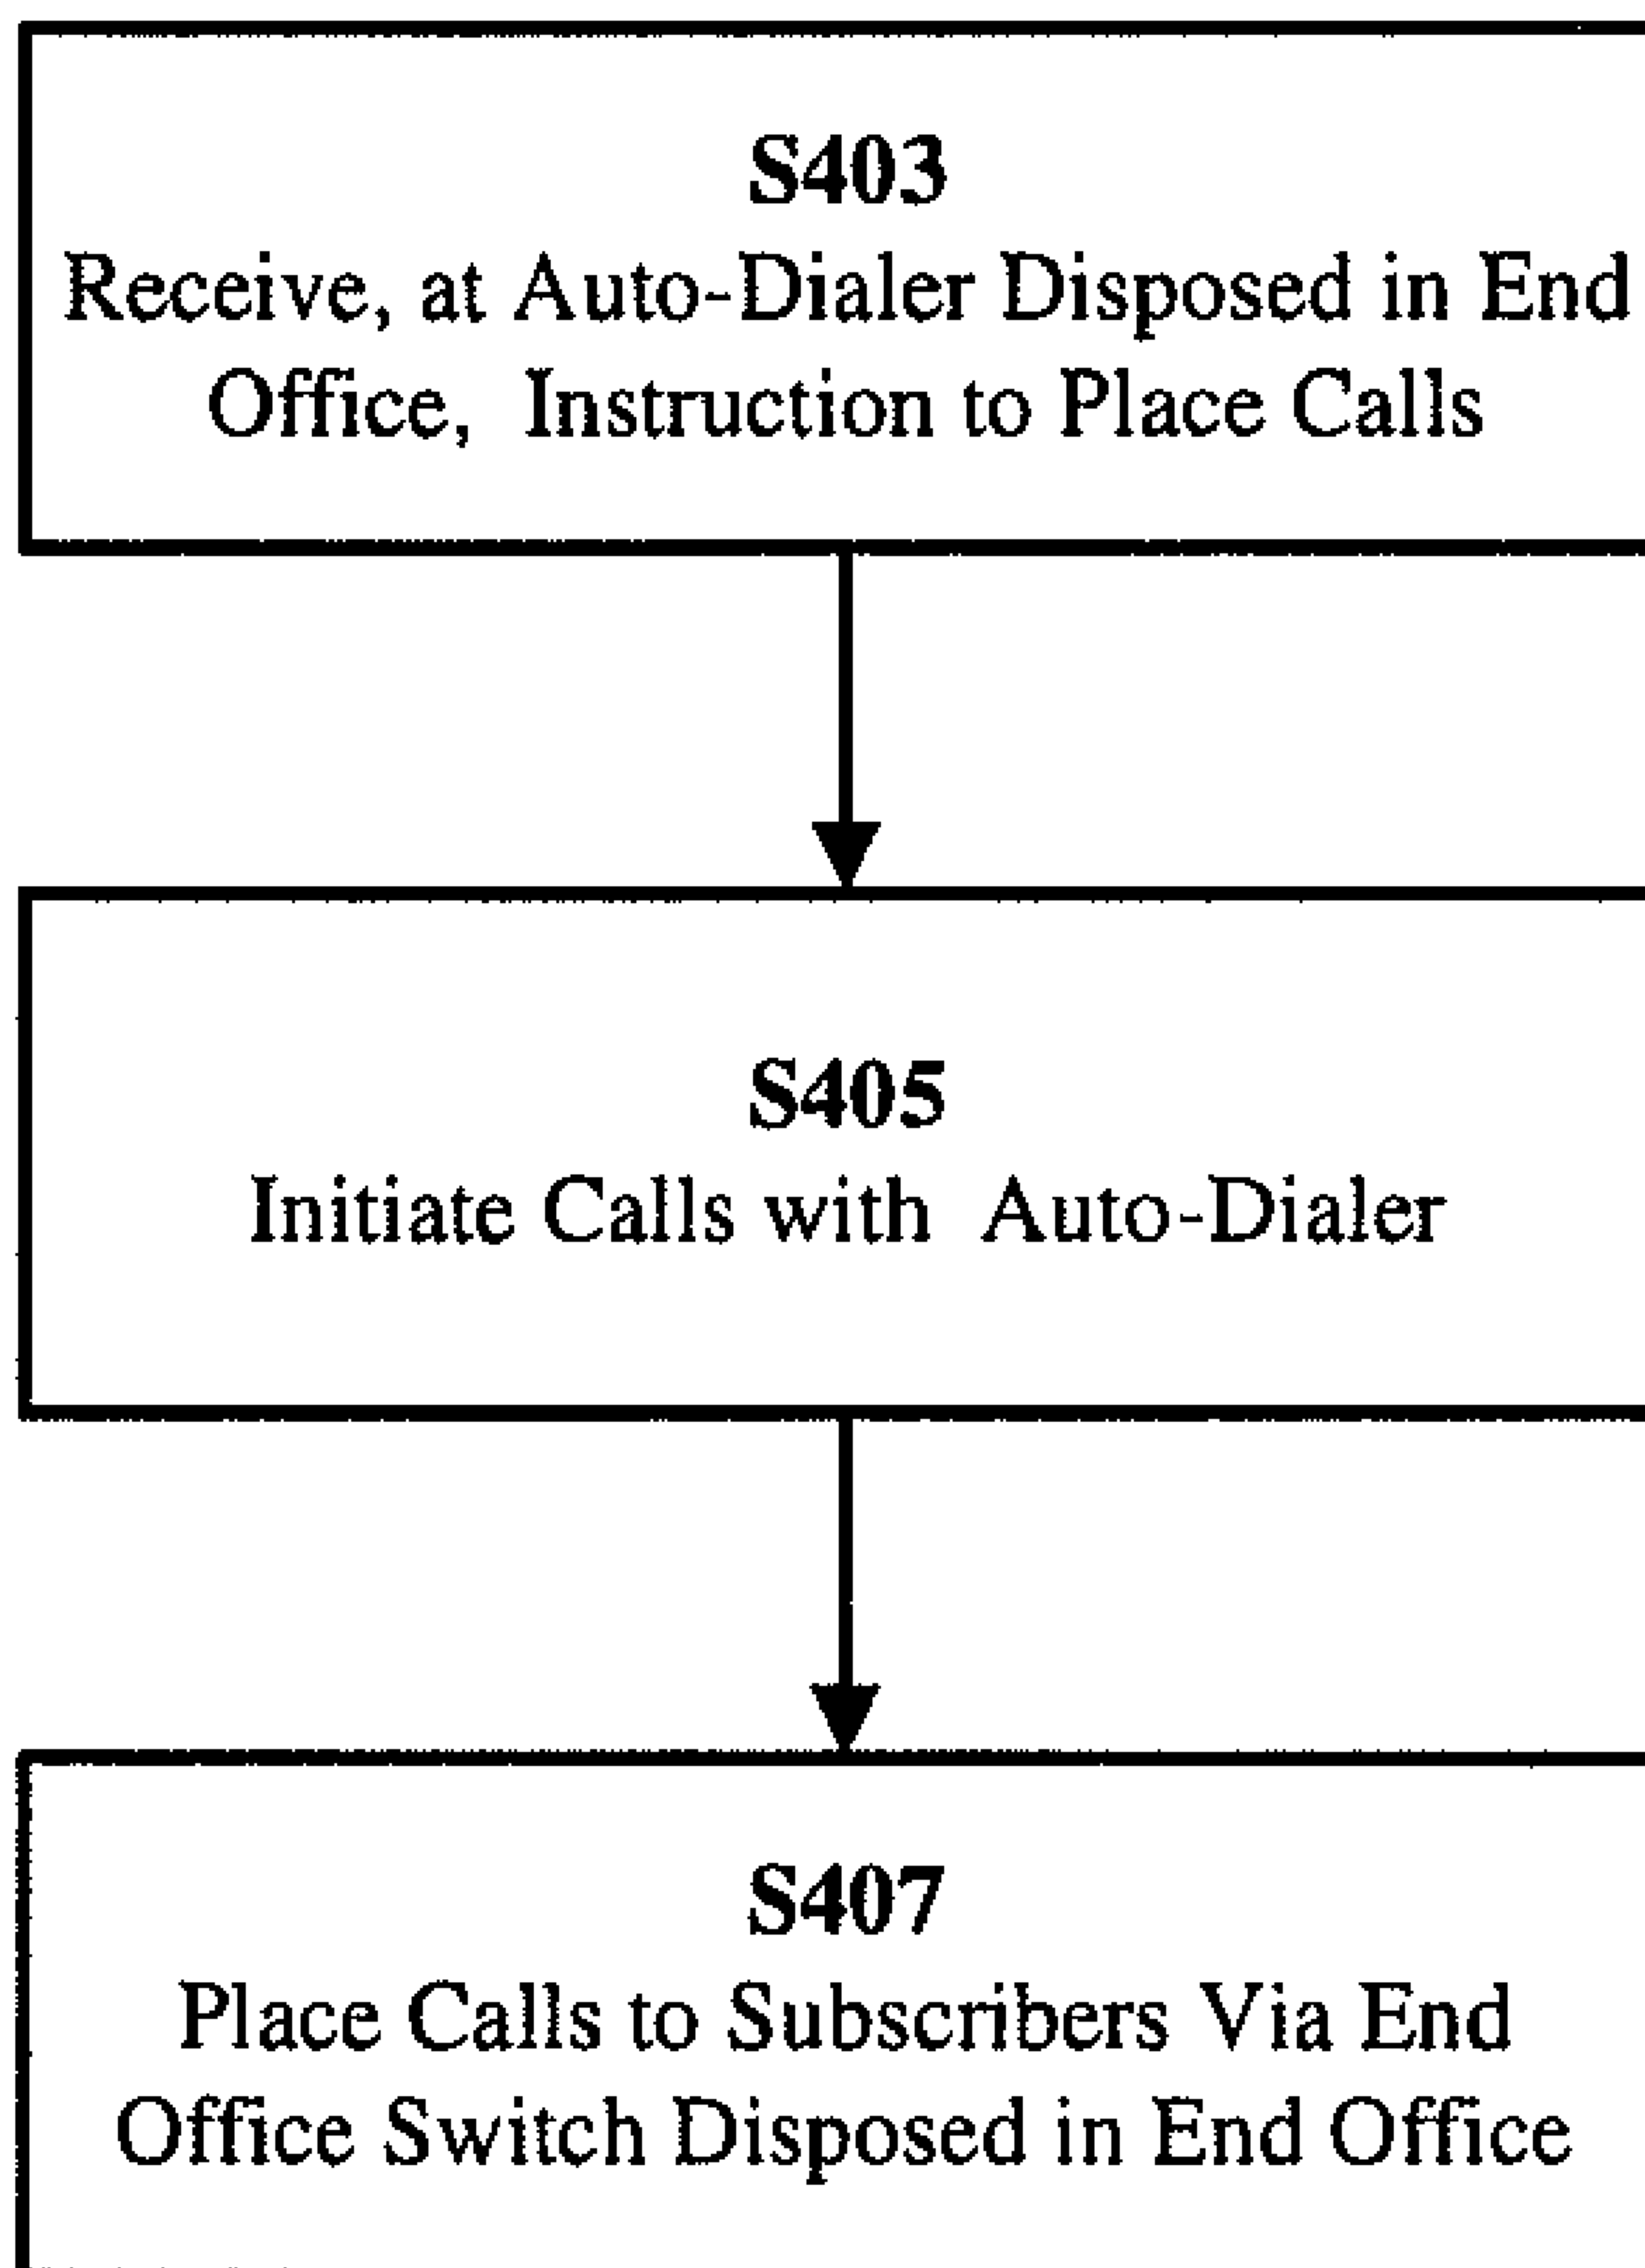 S403
Receive, at Auto-Dialer Disposed in End
Office, Instruction to Place Calls
S405
Initiate Calls with Auto-Dialer
S407
Place Calls to Subscribers Via End
Office Switch Disposed in End Office